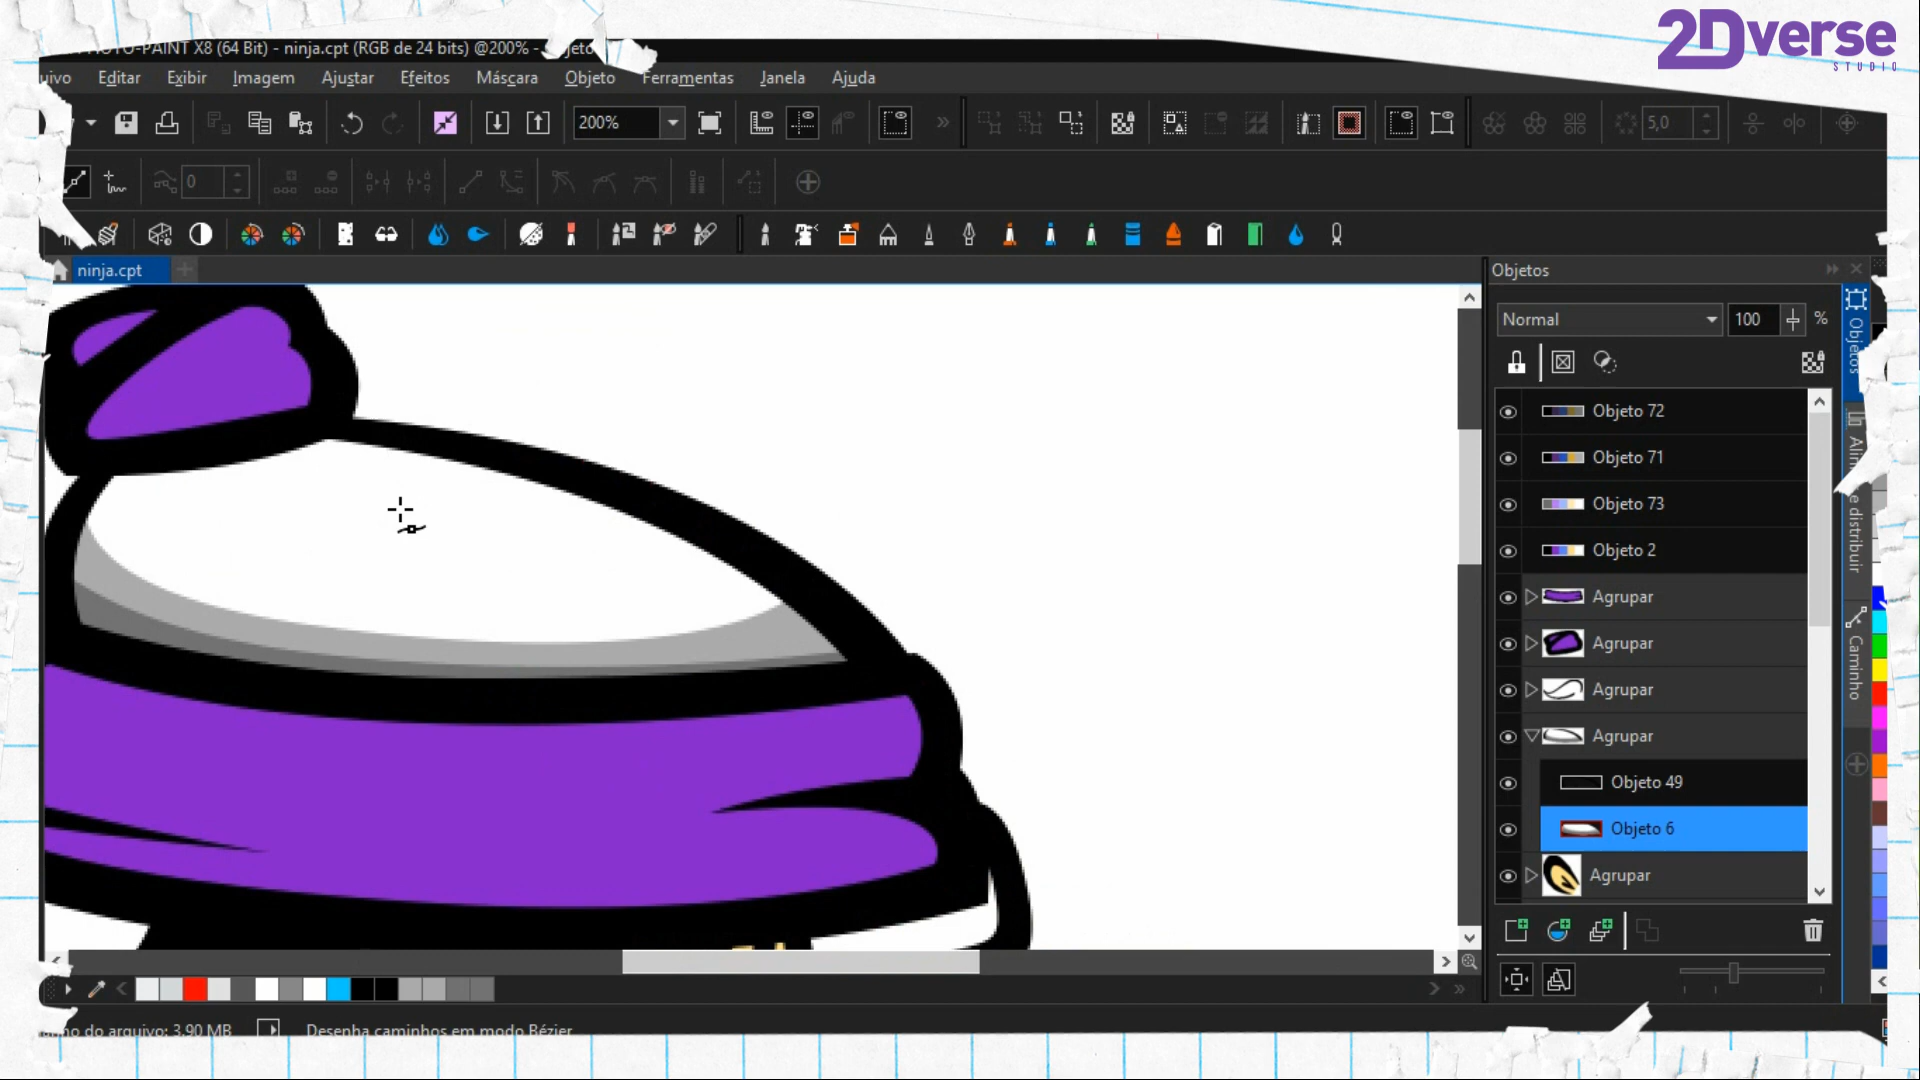 2Dverse
STUDIO
PHOTO-PAINT X8 (64 Bit) - ninja.cpt (RGB de 24 bits) @200% -
uivo Editar Exibir Imagem Ajustar Efeitos Máscara Objeto Ferramentas Janela Ajuda
200%
5,0
0
ninja.cpt
Objetos
Normal 100 %
Objetos
Objeto 72
Objeto 71
Objeto 73
Objeto 2
e distribuir
Agrupar
Agrupar
Caminho
Agrupar
Agrupar
Objeto 49
Objeto 6
Agrupar
do arquivo: 3,90 MB Desenha caminhos em modo Bézier